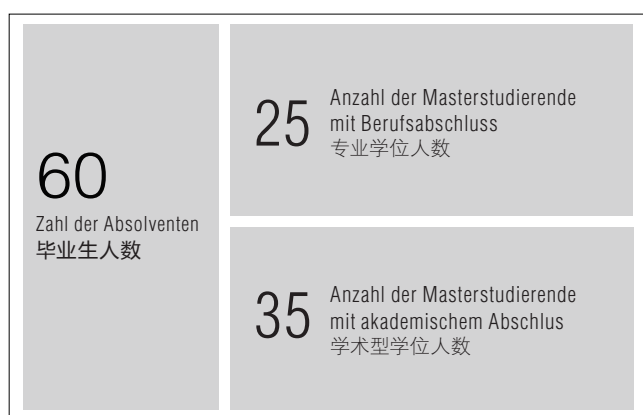 60
Zahl der Absolventen
毕业生人数
25
Anzahl der Masterstudierende
mit Berufsabschluss
专业学位人数
35
Anzahl der Masterstudierende
mit akademischem Abschlus
学术型学位人数